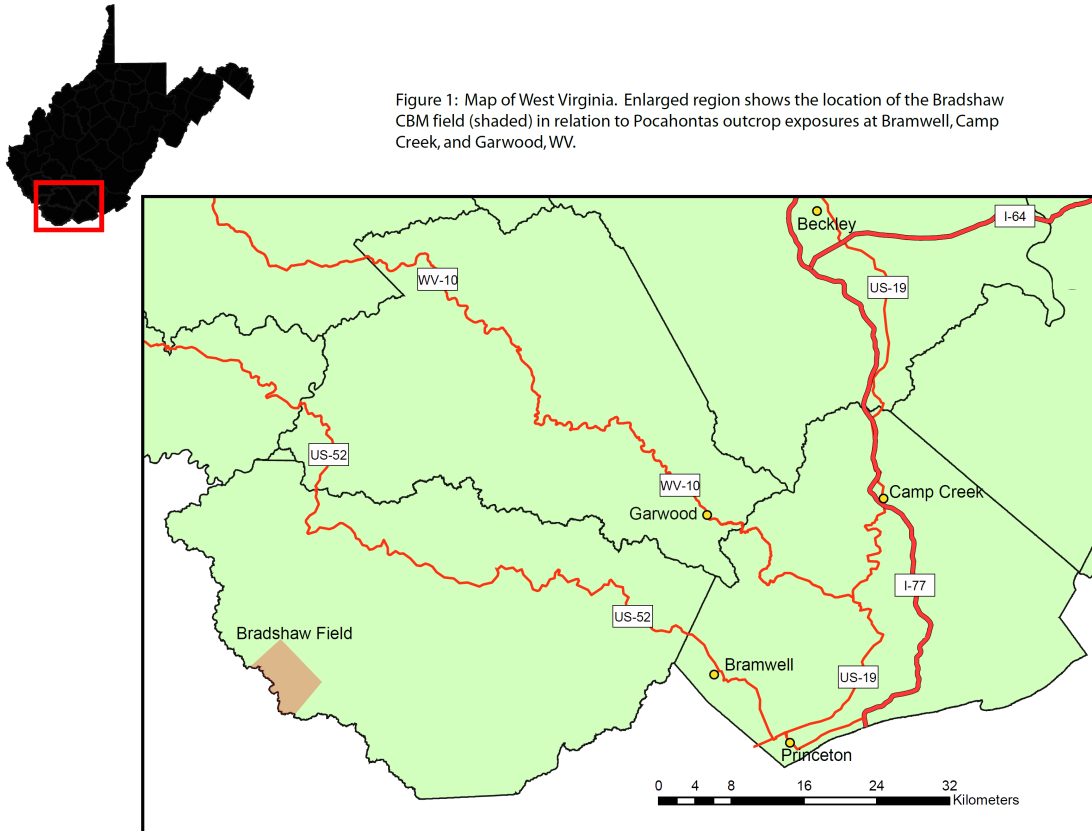 Figure 1: Map of West Virginia. Enlarged region shows the location of the Bradshaw
CBM field (shaded) in relation to Pocahontas outcrop exposures at Bramwell, Camp
Creek, and Garwood, WV.
I-64
Beckley
WV-10
US-19
US-52
WV-10
Camp Creek
Garwood
I-77
US-52
Bradshaw Field
Bramwell
US-19
Princeton
0 4 8 16 24 32
Kilometers